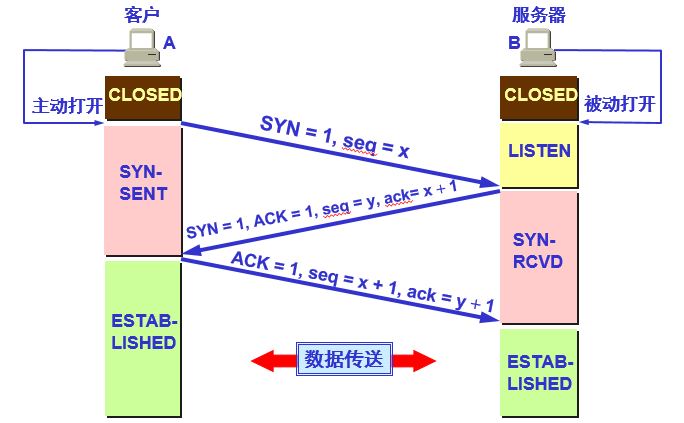 客户
服务器
A
B
CLOSED
CLOSED
主动打开
被动打开
SYN = 1, seq = x
LISTEN
SYN-
SENT
SYN = 1, ACK = 1, seq = y, ack= x + 1
SYN-
RCVD
ACK = 1, seq = x + 1, ack = y + 1
ESTAB-
LISHED
数据传送
ESTAB-
LISHED